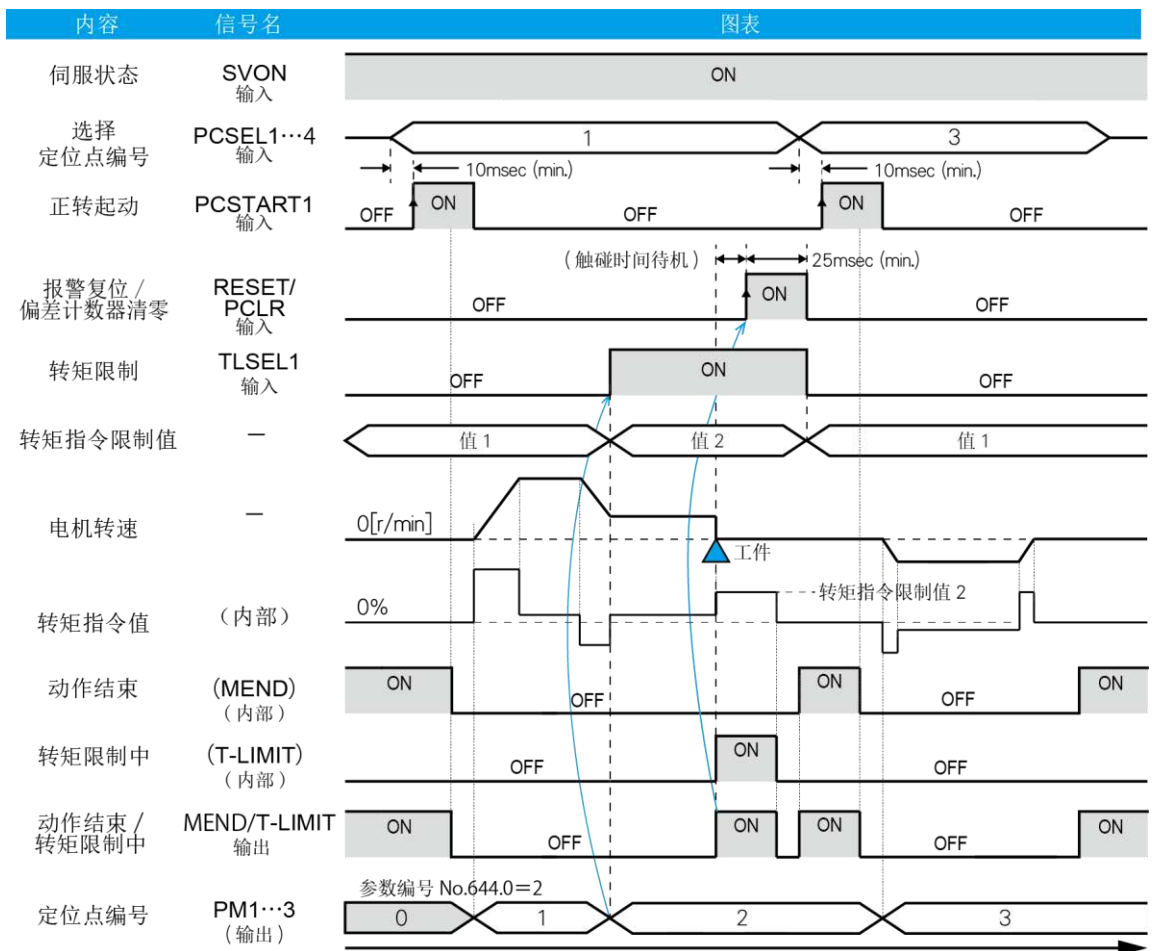 内容 信号名 图表
伺服状态 SVON ON
输入
选择 PCSEL1…4 1 3
定位点编号 输入
10msec (min.) 10msec (min.)
正转起动 PCSTART1 OFF ON OFF ON OFF
输入
(触碰时间待机) 25msec (min.)
报警复位 / RESET/
偏差计数器清零 PCLR OFF ON OFF
输入
转矩限制 TLSEL1 OFF ON OFF
输入
转矩指令限制值 － 值 1 值 2 值 1
电机转速 － 0[r/min]
工件
转矩指令限制值 2
转矩指令值 (内部) 0%
动作结束 (MEND) ON OFF ON OFF ON
(内部)
转矩限制中 (T-LIMIT) OFF ON OFF
(内部)
动作结束 / MEND/T-LIMIT ON OFF ON ON OFF ON
转矩限制中 输出
参数编号 No.644.0＝2
定位点编号 PM1…3 0 1 2 3
(输出)